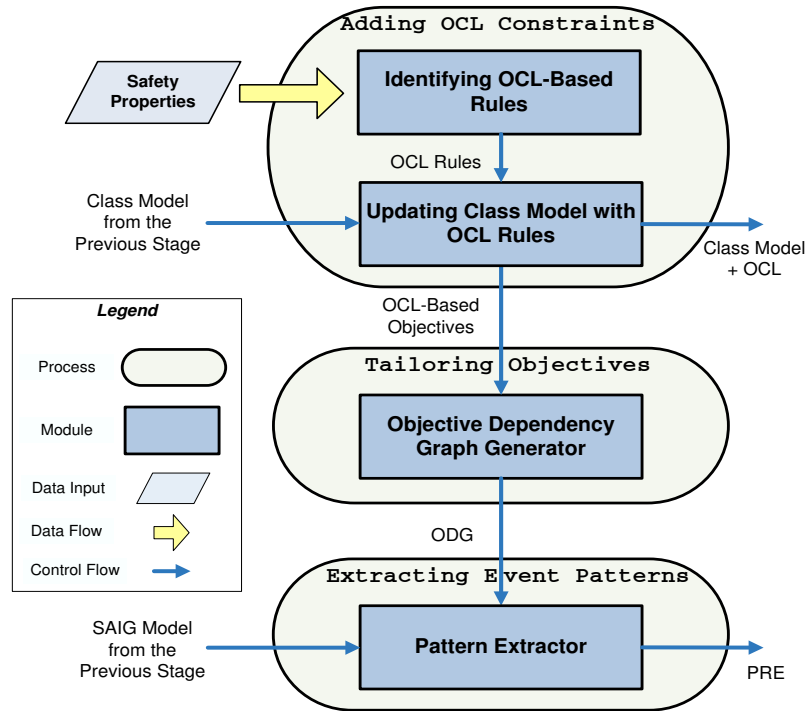 Adding OCL Constraints
Safety
Properties
Identifying OCL-Based
Rules
OCL Rules
Class Model
from the
Previous Stage
Updating Class Model with
OCL Rules
Class Model
+ OCL
OCL-Based
Objectives
Legend
Process
Module
Data Input
Data Flow
Control Flow
Tailoring Objectives
Objective Dependency
Graph Generator
ODG
Extracting Event Patterns
SAIG Model
from the
Previous Stage
Pattern Extractor
PRE